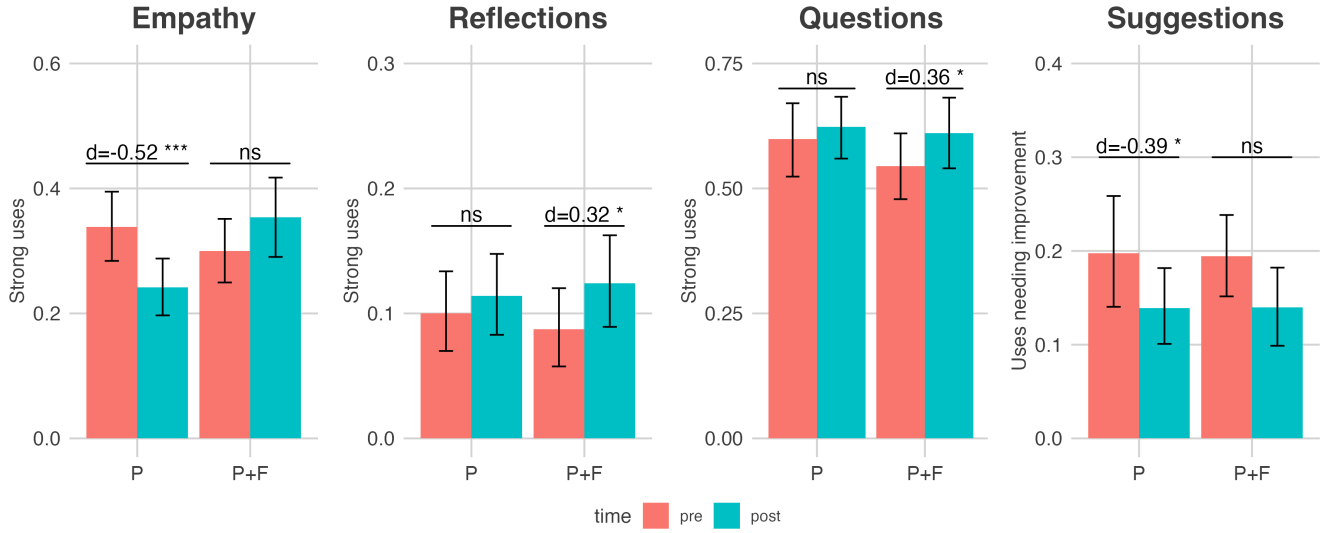 Empathy
Reflections
Questions
Suggestions
Strong uses
0.6
0.4
0.2
0.0
d=-0.52 ***
ns
P
P+F
Strong uses
0.3
0.2
0.1
0.0
ns
d=0.32 *
P
P+F
Strong uses
0.75
0.50
0.25
0.00
ns
d=0.36 *
P
P+F
Uses needing improvement
0.4
0.3
0.2
0.1
0.0
d=-0.39 *
ns
P
P+F
time pre post